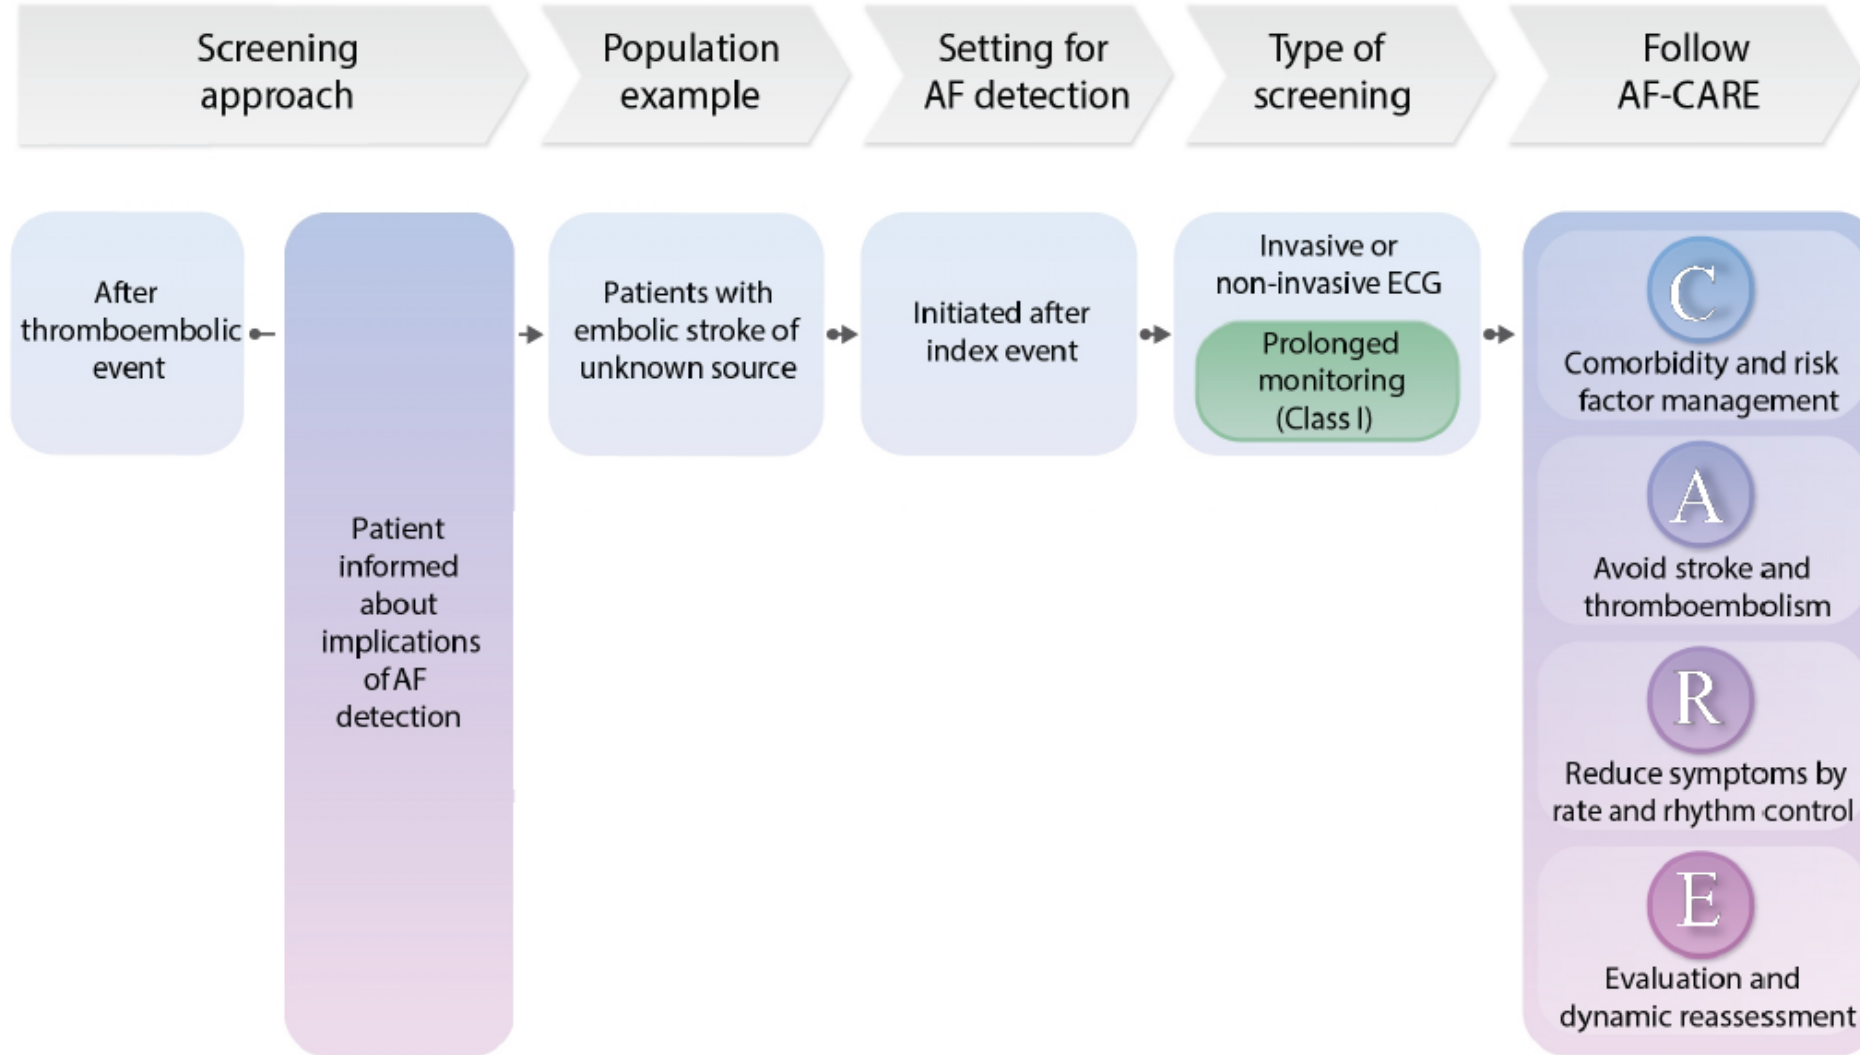 Screening
approach
Population
example
Setting for
AF detection
Type of
screening
Follow
AF-CARE
After
thromboembolic
event
Patient
informed
about
implications
of AF
detection
Patients with
embolic stroke of
unknown source
Initiated after
index event
Invasive or
non-invasive ECG
Prolonged
monitoring
(Class I)
C
Comorbidity and risk
factor management
A
Avoid stroke and
thromboembolism
R
Reduce symptoms by
rate and rhythm control
E
Evaluation and
dynamic reassessment